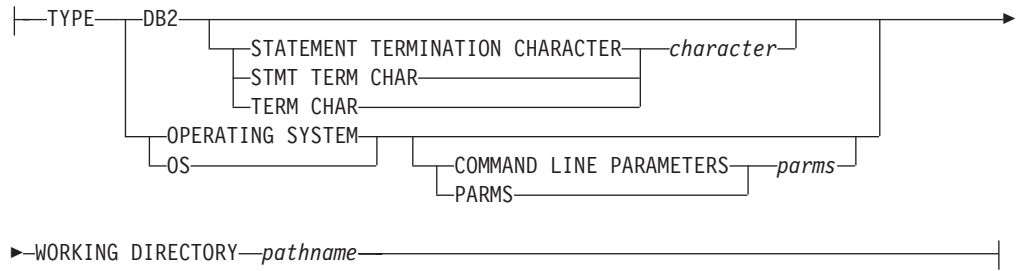 TYPE DB2
STATEMENT TERMINATION CHARACTER character
STMT TERM CHAR
TERM CHAR
OPERATING SYSTEM
OS
COMMAND LINE PARAMETERS parms
PARMS
WORKING DIRECTORY pathname